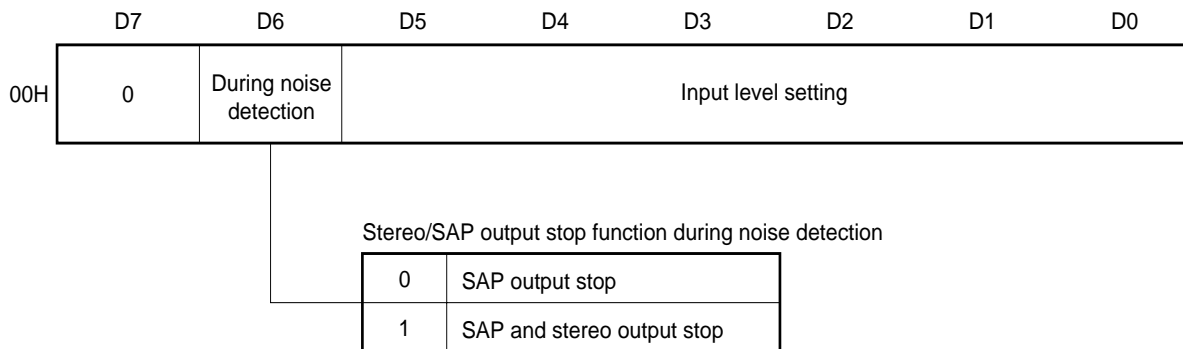 D7 D6 D5 D4 D3 D2 D1 D0
00H 0 During noise detection Input level setting
Stereo/SAP output stop function during noise detection
0 SAP output stop
1 SAP and stereo output stop